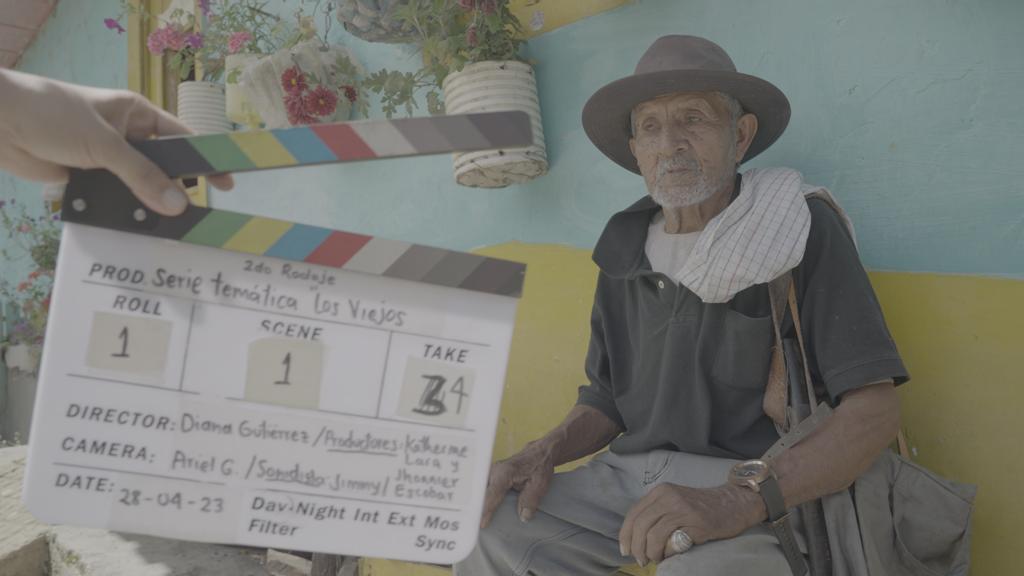 2do Rodaje
PROD. Serie temática Los Viejos
ROLL SCENE TAKE
1 1 4
DIRECTOR: Diana Gutiérrez / Productores: Katherine
Lara y
CAMERA: Ariel G. / Sonidista: Jimmy / Jhonnier
Escobar
DATE: 28-04-23
Day Night Int Ext Mos
Filter Sync